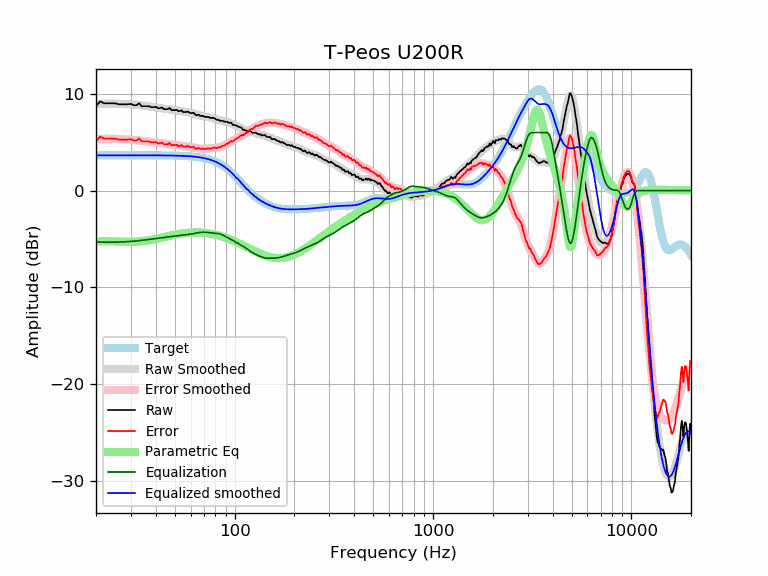 T-Peos U200R
Amplitude (dBr)
10
0
−10
−20
−30
Target
Raw Smoothed
Error Smoothed
Raw
Error
Parametric Eq
Equalization
Equalized smoothed
100 1000 10000
Frequency (Hz)